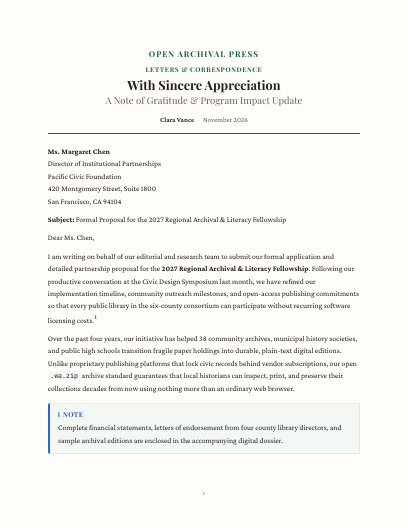 OPEN ARCHIVAL PRESS
LETTERS & CORRESPONDENCE
With Sincere Appreciation
A Note of Gratitude & Program Impact Update
Clara Vance November 2026
Ms. Margaret Chen
Director of Institutional Partnerships
Pacific Civic Foundation
420 Montgomery Street, Suite 1800
San Francisco, CA 94104
Subject: Formal Proposal for the 2027 Regional Archival & Literacy Fellowship
Dear Ms. Chen,
I am writing on behalf of our editorial and research team to submit our formal application and
detailed partnership proposal for the 2027 Regional Archival & Literacy Fellowship. Following our
productive conversation at the Civic Design Symposium last month, we have refined our
implementation timeline, community outreach milestones, and open-access publishing commitments
so that every public library in the six-county consortium can participate without recurring software
licensing costs.1
Over the past four years, our initiative has helped 38 community archives, municipal history societies,
and public high schools transition fragile paper holdings into durable, plain-text digital editions.
Unlike proprietary publishing platforms that lock civic records behind vendor subscriptions, our open
.wa.zip archive standard guarantees that local historians can inspect, print, and preserve their
collections decades from now using nothing more than an ordinary web browser.
i NOTE
Complete financial statements, letters of endorsement from four county library directors, and
sample archival editions are enclosed in the accompanying digital dossier.
1